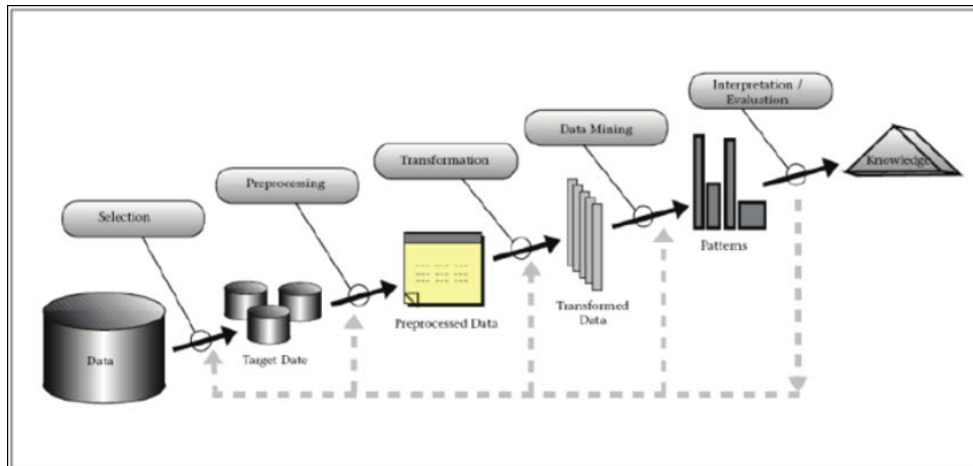 Interpretation /
Evaluation
Data Mining
Transformation
Preprocessing
Selection
Knowledge
Patterns
Transformed
Data
Preprocessed Data
Target Date
Data